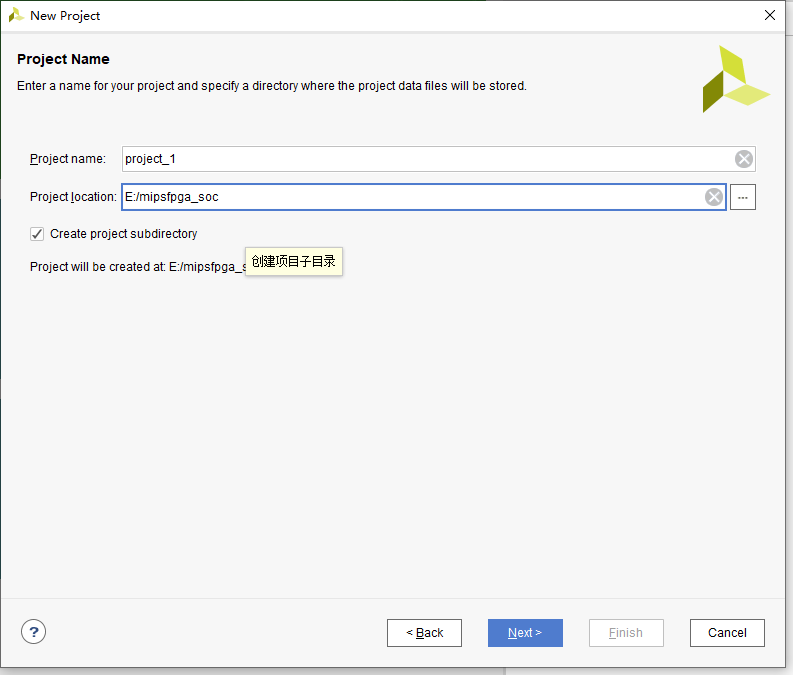 New Project
Project Name
Enter a name for your project and specify a directory where the project data files will be stored.
Project name: project_1
Project location: E:/mipsfpga_soc ...
Create project subdirectory
Project will be created at: E:/mipsfpga_s
创建项目子目录
? < Back Next > Finish Cancel